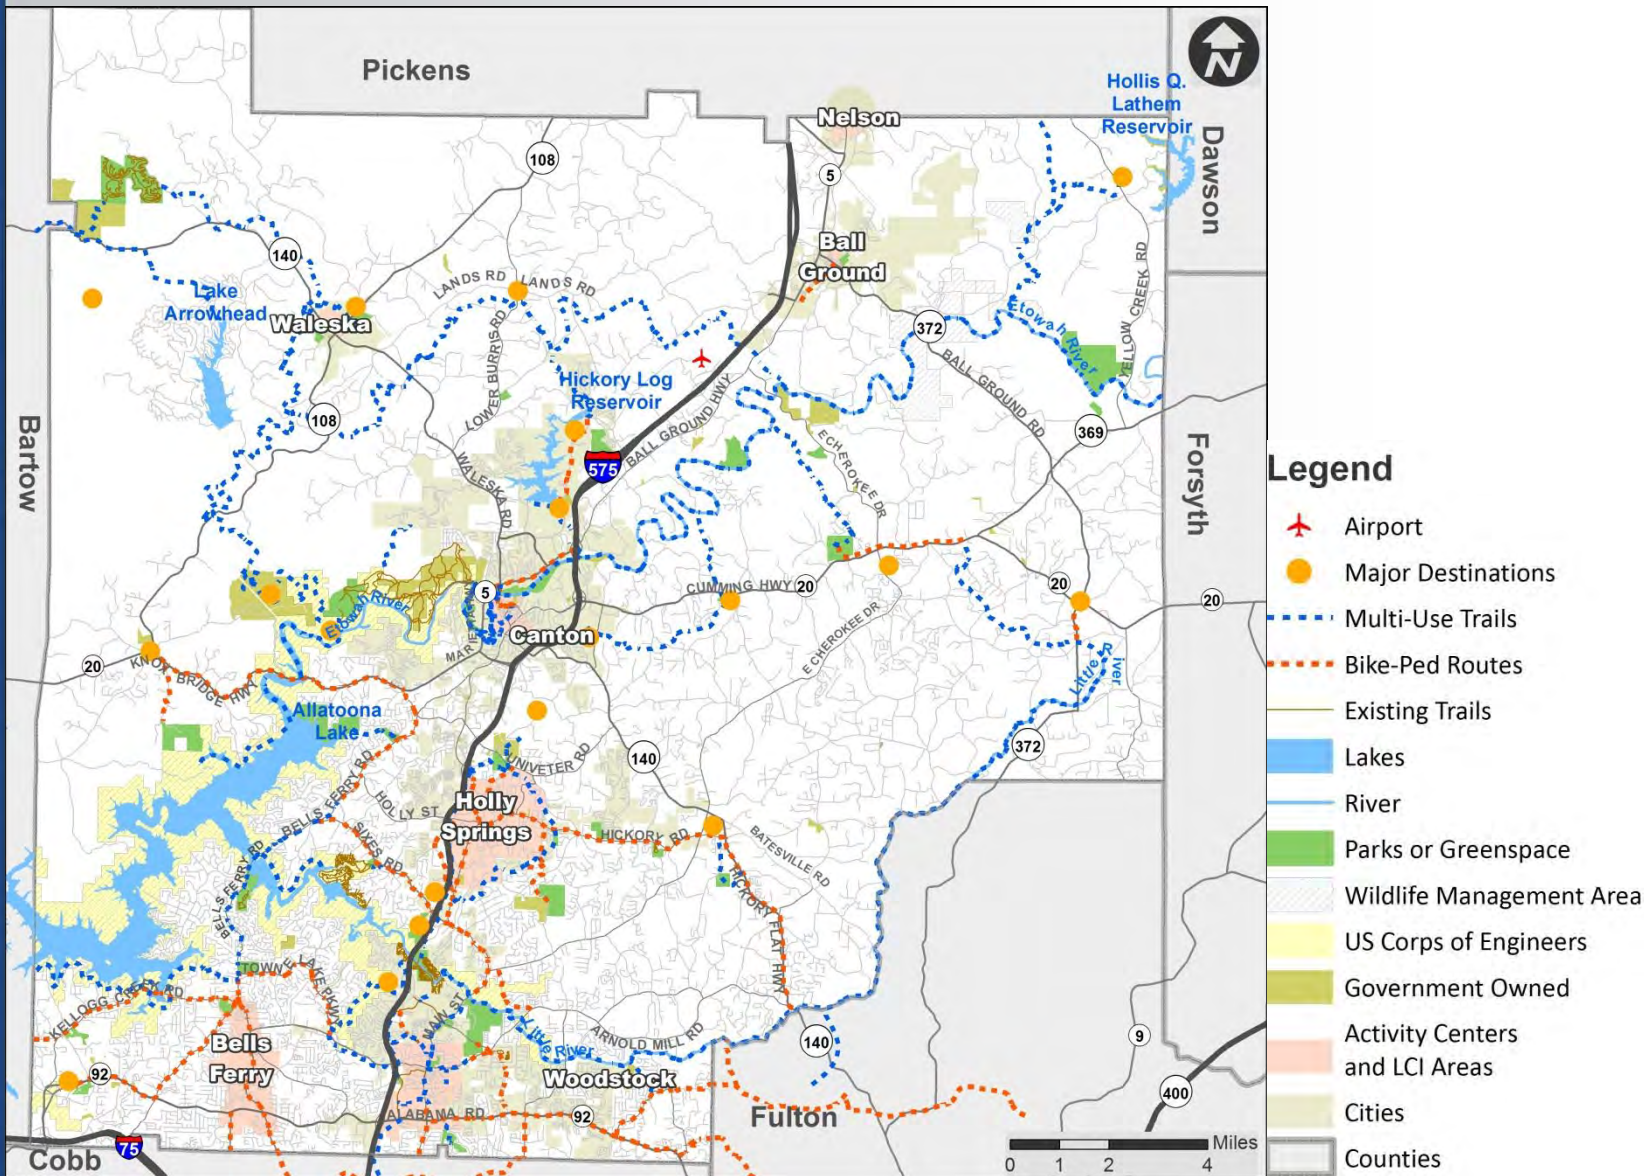 Pickens
N
Hollis Q.
Lathem
Reservoir
Nelson
Dawson
108
5
140
Ball
Ground
LANDS RD
LANDS RD
YELLOW CREEK RD
Lake
Arrowhead
Waleska
Etowah
River
372
LOWER BURRIS RD
BALL GROUND RD
Hickory Log
Reservoir
BALL GROUND HWY
108
369
Bartow
Forsyth
E CHEROKEE DR
WALESKA RD
575
5
CUMMING HWY
20
20
20
Etowah River
Canton
E CHEROKEE DR
20
KNOX BRIDGE HWY
Little River
Allatoona
Lake
140
372
UNIVETER RD
Holly
Springs
HOLLY ST
BELLS FERRY RD
SIXES RD
HICKORY RD
BATESVILLE RD
BELLS FERRY RD
HICKORY FLAT HWY
TOWNE LAKE PKWY
KELLOGG CREEK RD
MAIN ST
Little River
ARNOLD MILL RD
140
9
Bells
Ferry
Woodstock
92
92
ALABAMA RD
400
Fulton
75
Cobb
Miles
0 1 2 4
Legend
Airport
Major Destinations
Multi-Use Trails
Bike-Ped Routes
Existing Trails
Lakes
River
Parks or Greenspace
Wildlife Management Area
US Corps of Engineers
Government Owned
Activity Centers
and LCI Areas
Cities
Counties